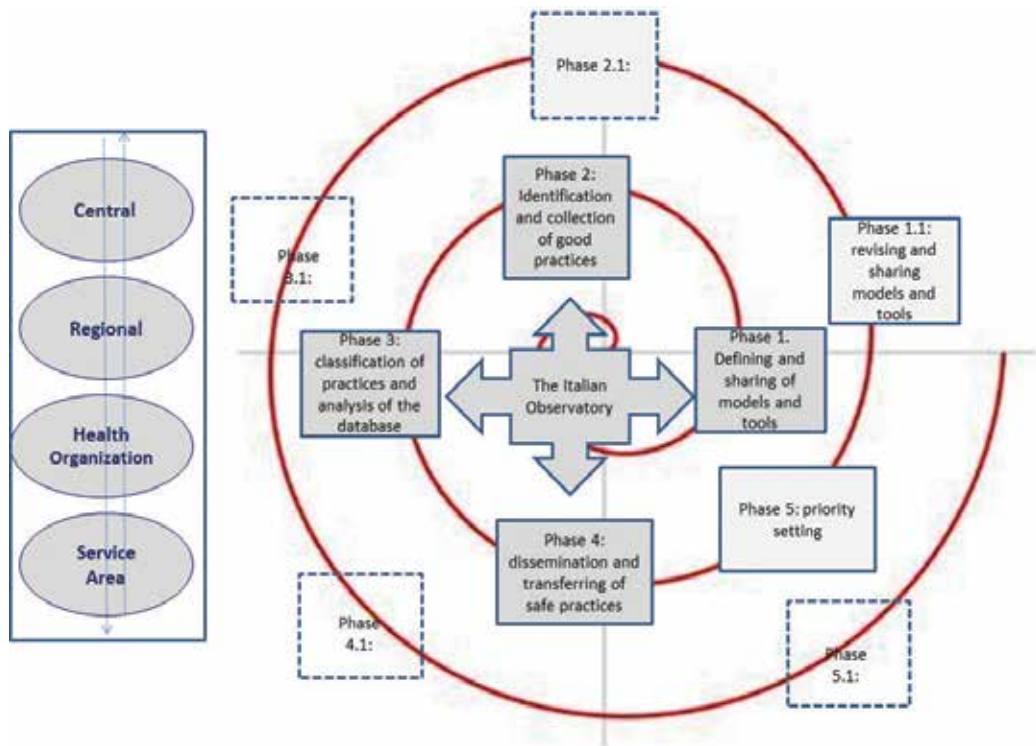 Central
Regional
Health
Organization
Service
Area
Phase 2.1:
Phase 2:
Identification
and collection
of good
practices
Phase 1.1:
revising and
sharing
models and
tools
Phase
3.1:
Phase 3:
classification of
practices and
analysis of the
database
The Italian
Observatory
Phase 1.
Defining and
sharing of
models and
tools
Phase 5: priority
setting
Phase 4:
dissemination and
transferring of
safe practices
Phase
4.1:
Phase
5.1: